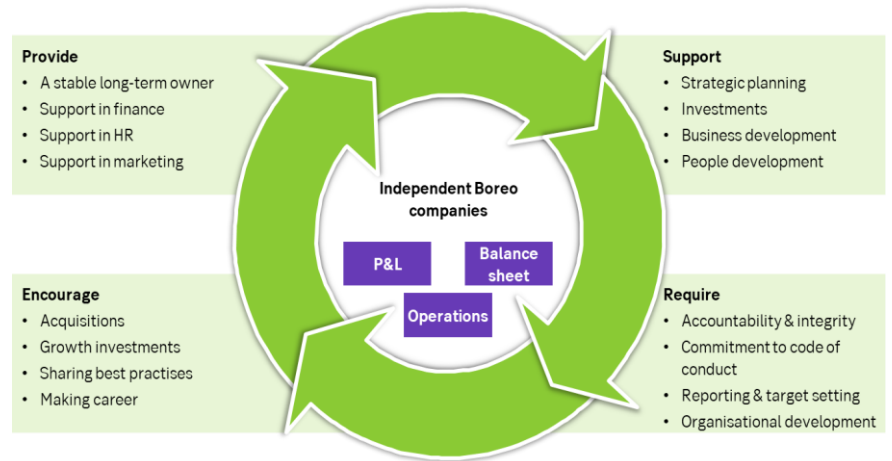 Provide
• A stable long-term owner
• Support in finance
• Support in HR
• Support in marketing
Support
• Strategic planning
• Investments
• Business development
• People development
Independent Boreo
companies
P&L
Balance
sheet
Operations
Encourage
• Acquisitions
• Growth investments
• Sharing best practises
• Making career
Require
• Accountability & integrity
• Commitment to code of
conduct
• Reporting & target setting
• Organisational development